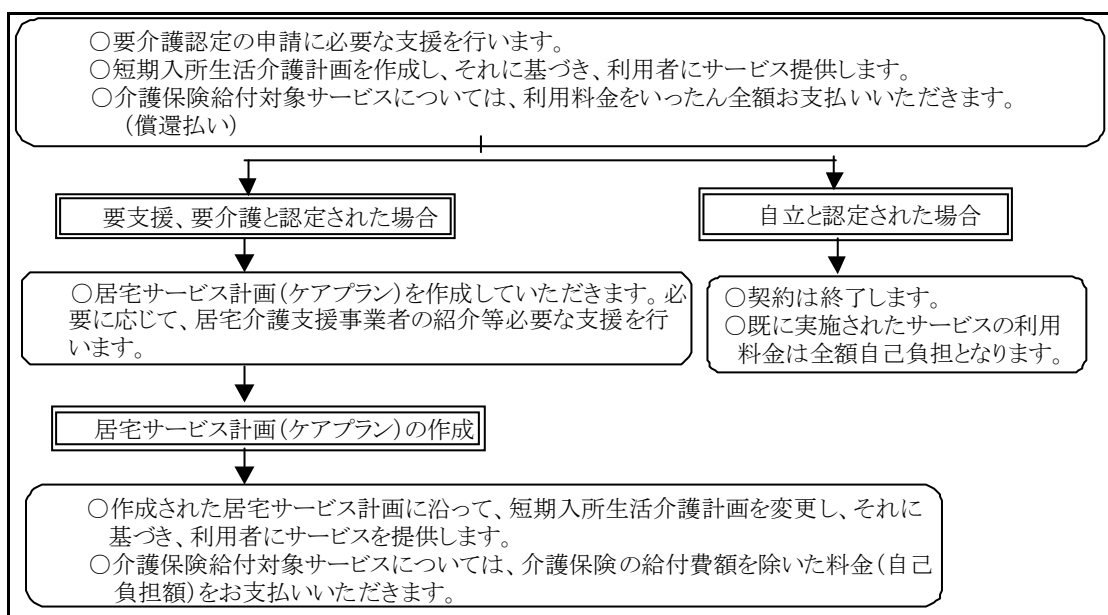 ○要介護認定の申請に必要な支援を行います。
○短期入所生活介護計画を作成し、それに基づき、利用者にサービス提供します。
○介護保険給付対象サービスについては、利用料金をいったん全額お支払いいただきます。
(償還払い)
要支援、要介護と認定された場合
自立と認定された場合
○居宅サービス計画(ケアプラン)を作成していただきます。必
要に応じて、居宅介護支援事業者の紹介等必要な支援を行
います。
○契約は終了します。
○既に実施されたサービスの利用
料金は全額自己負担となります。
居宅サービス計画(ケアプラン)の作成
○作成された居宅サービス計画に沿って、短期入所生活介護計画を変更し、それに
基づき、利用者にサービスを提供します。
○介護保険給付対象サービスについては、介護保険の給付費額を除いた料金(自己
負担額)をお支払いいただきます。